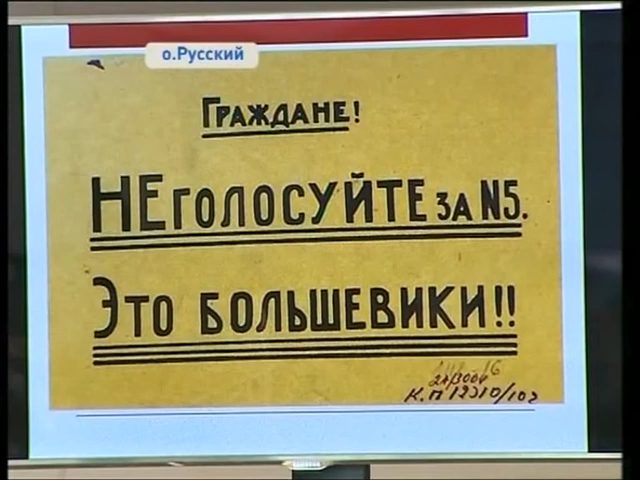 о.Русский
ГРАЖДАНЕ!
НЕ ГОЛОСУЙТЕ ЗА N5.
ЭТО БОЛЬШЕВИКИ!!
К.П